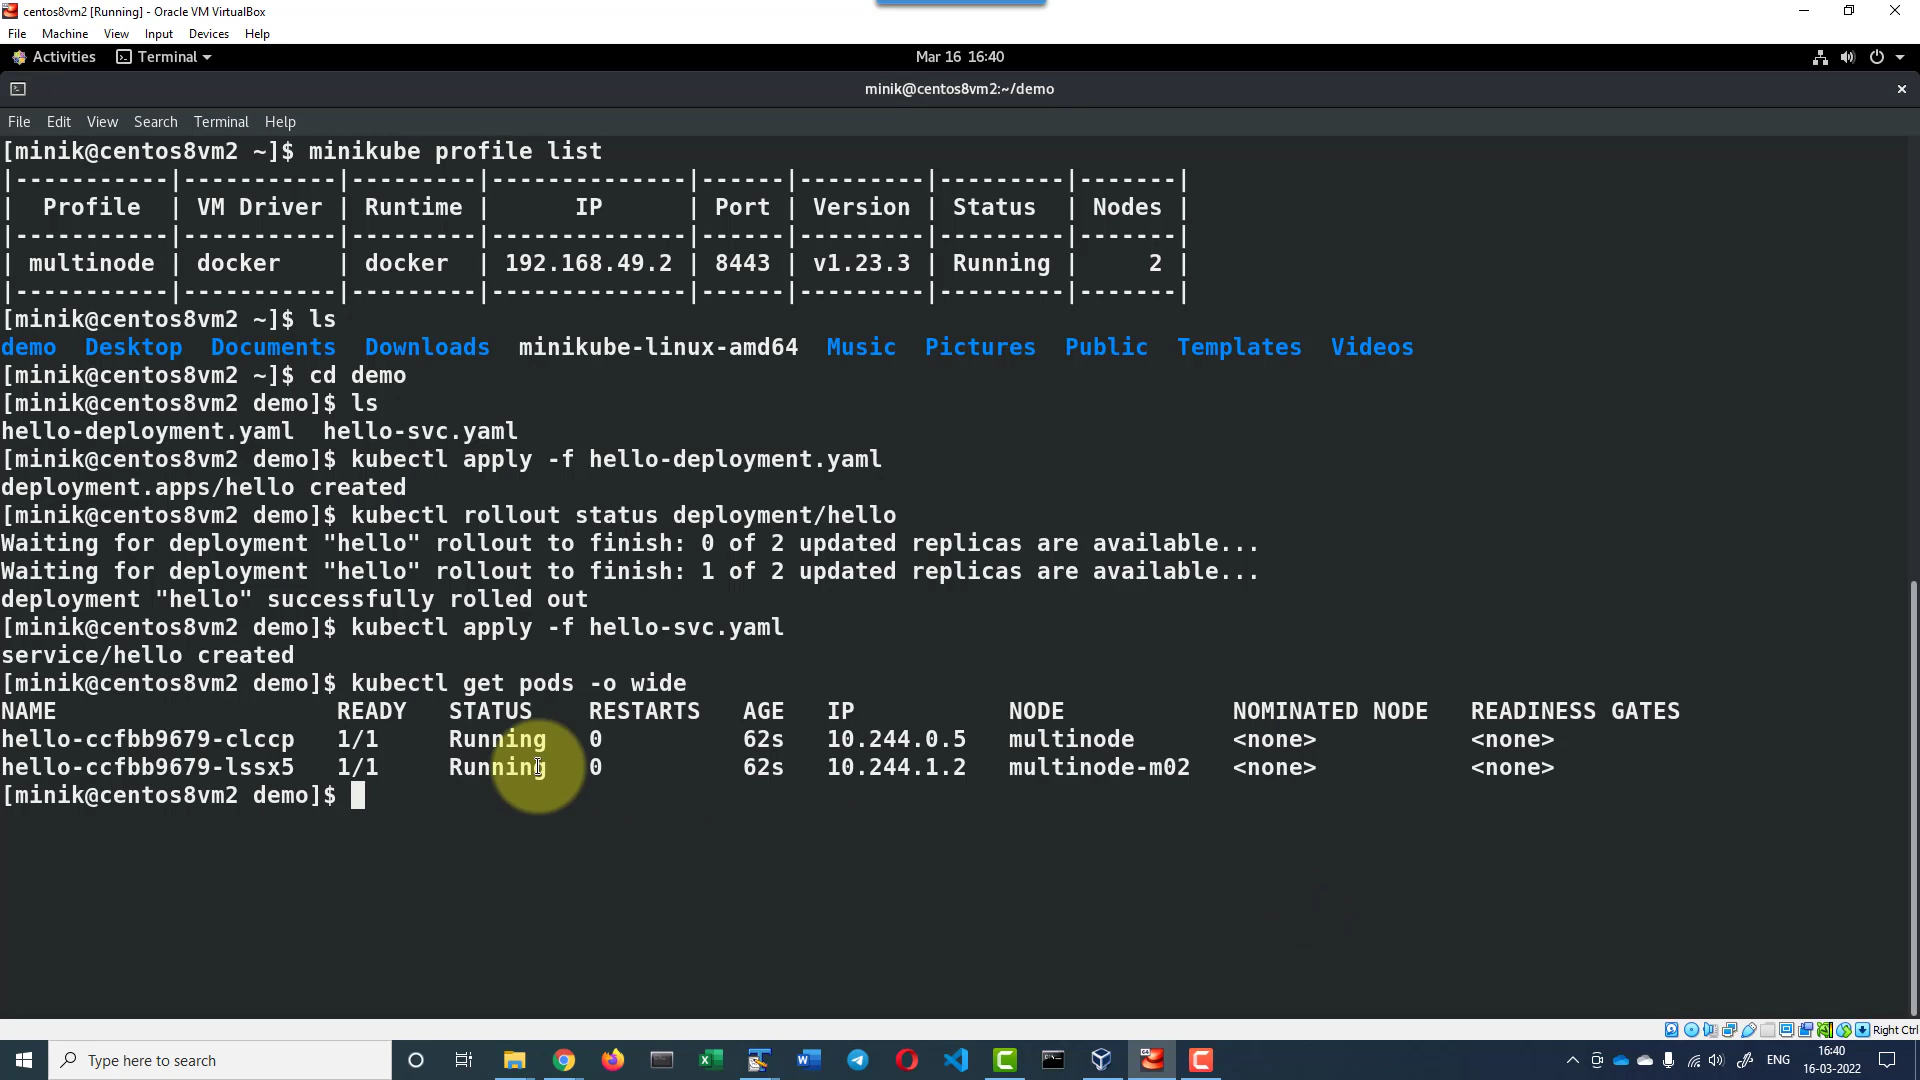 centos8vm2 [Running] - Oracle VM VirtualBox
File Machine View Input Devices Help
Activities Terminal Mar 16 16:40
minik@centos8vm2:~/demo
File Edit View Search Terminal Help
[minik@centos8vm2 ~]$ minikube profile list
|-----------|-----------|---------|--------------|------|---------|---------|-------|
| Profile | VM Driver | Runtime | IP | Port | Version | Status | Nodes |
|-----------|-----------|---------|--------------|------|---------|---------|-------|
| multinode | docker | docker | 192.168.49.2 | 8443 | v1.23.3 | Running | 2 |
|-----------|-----------|---------|--------------|------|---------|---------|-------|
[minik@centos8vm2 ~]$ ls
demo Desktop Documents Downloads minikube-linux-amd64 Music Pictures Public Templates Videos
[minik@centos8vm2 ~]$ cd demo
[minik@centos8vm2 demo]$ ls
hello-deployment.yaml hello-svc.yaml
[minik@centos8vm2 demo]$ kubectl apply -f hello-deployment.yaml
deployment.apps/hello created
[minik@centos8vm2 demo]$ kubectl rollout status deployment/hello
Waiting for deployment "hello" rollout to finish: 0 of 2 updated replicas are available...
Waiting for deployment "hello" rollout to finish: 1 of 2 updated replicas are available...
deployment "hello" successfully rolled out
[minik@centos8vm2 demo]$ kubectl apply -f hello-svc.yaml
service/hello created
[minik@centos8vm2 demo]$ kubectl get pods -o wide
NAME READY STATUS RESTARTS AGE IP NODE NOMINATED NODE READINESS GATES
hello-ccfbb9679-clccp 1/1 Running 0 62s 10.244.0.5 multinode <none> <none>
hello-ccfbb9679-lssx5 1/1 Running 0 62s 10.244.1.2 multinode-m02 <none> <none>
[minik@centos8vm2 demo]$
Right Ctrl
Type here to search
ENG
16:40
16-03-2022